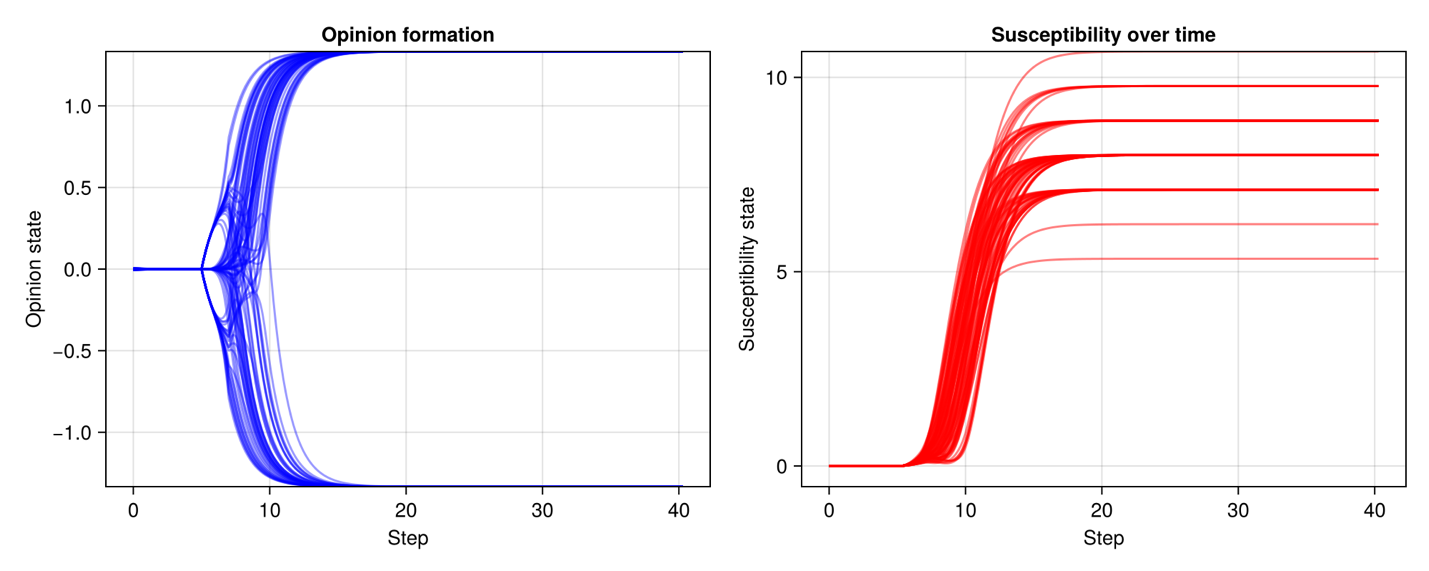 Opinion formation
Opinion state
1.0
0.5
0.0
−0.5
−1.0
0 10 20 30 40
Step
Susceptibility over time
Susceptibility state
10
5
0
0 10 20 30 40
Step